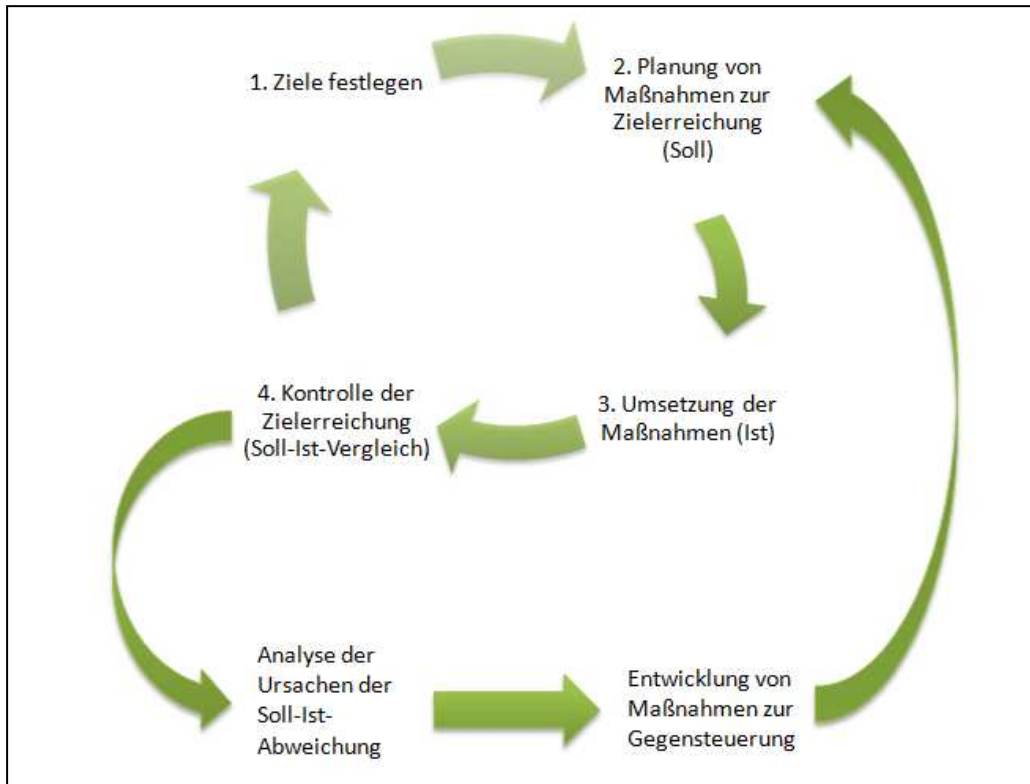 1. Ziele festlegen
2. Planung von
Maßnahmen zur
Zielerreichung
(Soll)
3. Umsetzung der
Maßnahmen (Ist)
4. Kontrolle der
Zielerreichung
(Soll-Ist-Vergleich)
Analyse der
Ursachen der
Soll-Ist-
Abweichung
Entwicklung von
Maßnahmen zur
Gegensteuerung